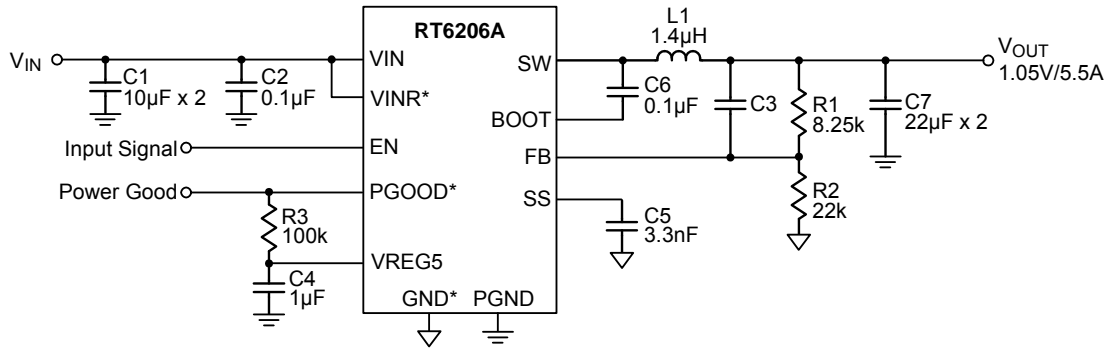 RT6206A
VIN
VIN
VINR*
EN
PGOOD*
VREG5
GND*
PGND
SW
BOOT
FB
SS
C1
10µF x 2
C2
0.1µF
Input Signal
Power Good
R3
100k
C4
1µF
L1
1.4µH
C6
0.1µF
C3
R1
8.25k
C7
22µF x 2
R2
22k
C5
3.3nF
VOUT
1.05V/5.5A